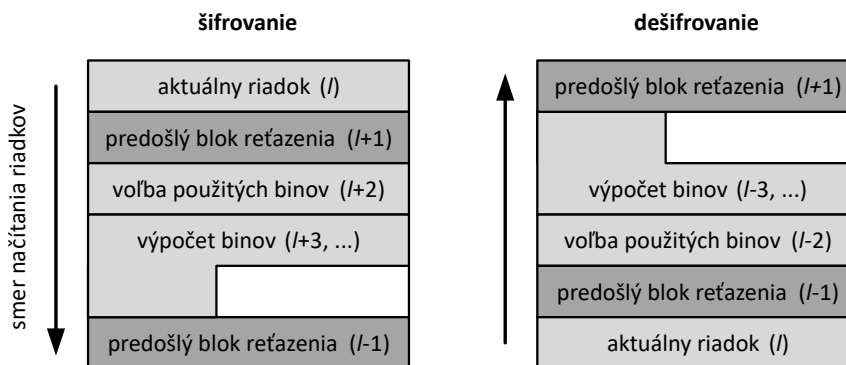 šifrovanie
dešifrovanie
smer načítania riadkov
aktuálny riadok (l)
predošlý blok reťazenia (l+1)
voľba použitých binov (l+2)
výpočet binov (l+3, ...)
predošlý blok reťazenia (l-1)
predošlý blok reťazenia (l+1)
výpočet binov (l-3, ...)
voľba použitých binov (l-2)
predošlý blok reťazenia (l-1)
aktuálny riadok (l)